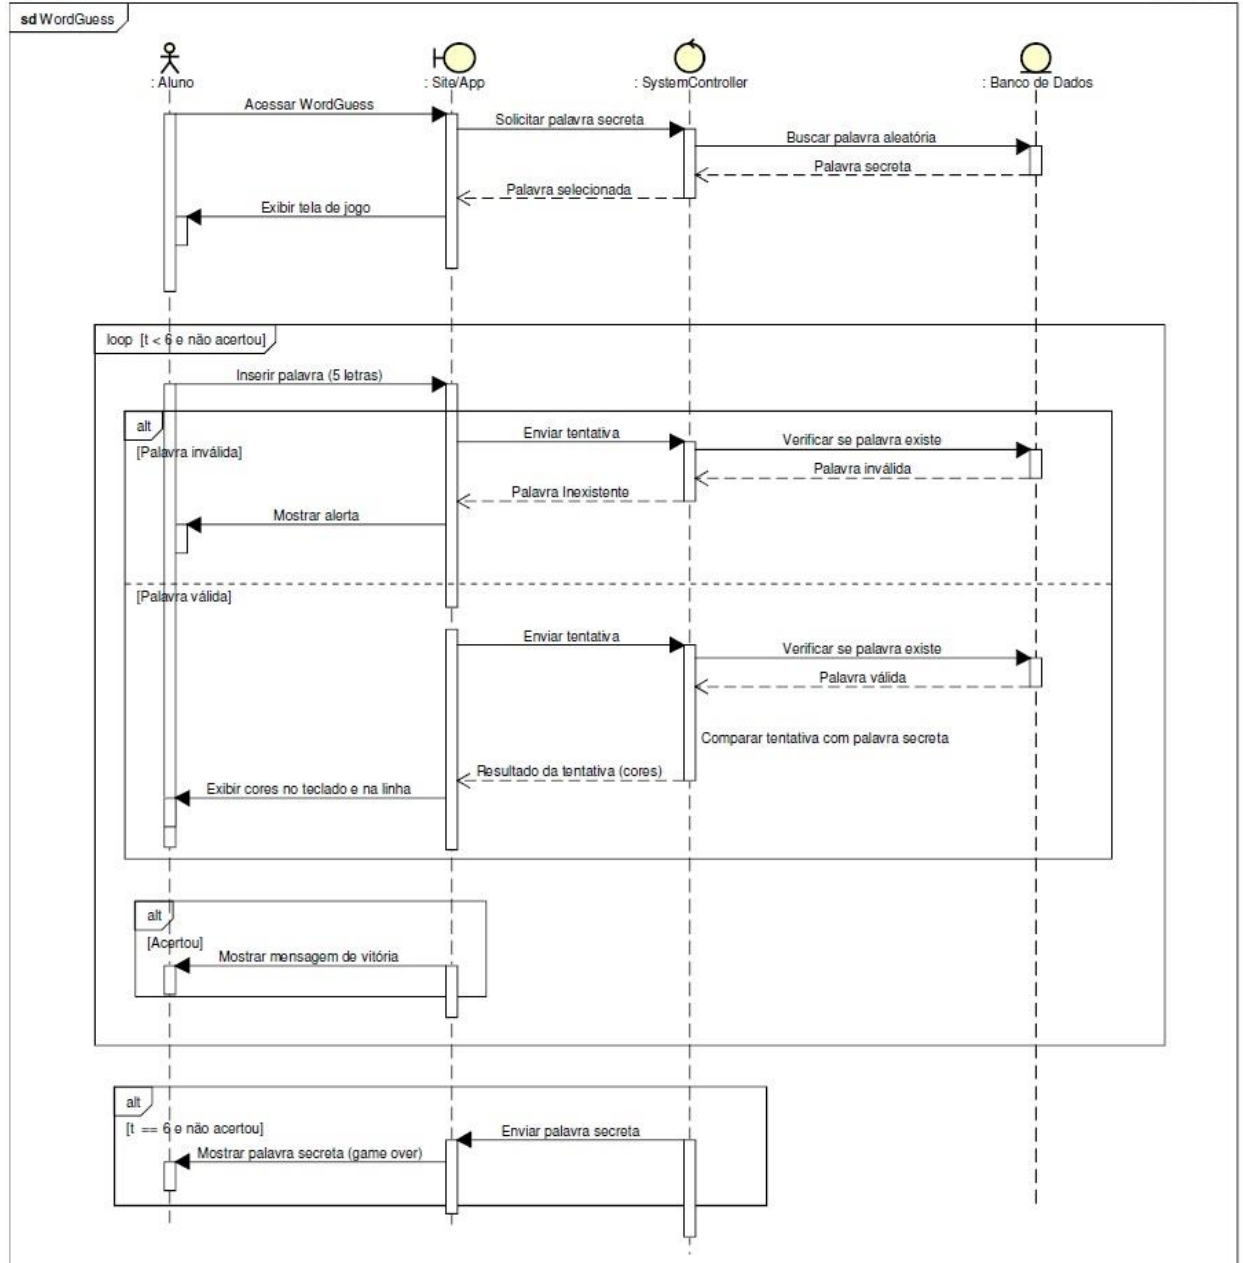 sd WordGuess
: Aluno
: Site/App
: SystemController
: Banco de Dados
Acessar WordGuess
Solicitar palavra secreta
Buscar palavra aleatória
Palavra secreta
Palavra selecionada
Exibir tela de jogo
loop [t < 6 e não acertou]
Inserir palavra (5 letras)
alt
[Palavra inválida]
Enviar tentativa
Verificar se palavra existe
Palavra inválida
Palavra Inexistente
Mostrar alerta
[Palavra válida]
Enviar tentativa
Verificar se palavra existe
Palavra válida
Comparar tentativa com palavra secreta
Resultado da tentativa (cores)
Exibir cores no teclado e na linha
alt
[Acertou]
Mostrar mensagem de vitória
alt
[t == 6 e não acertou]
Enviar palavra secreta
Mostrar palavra secreta (game over)